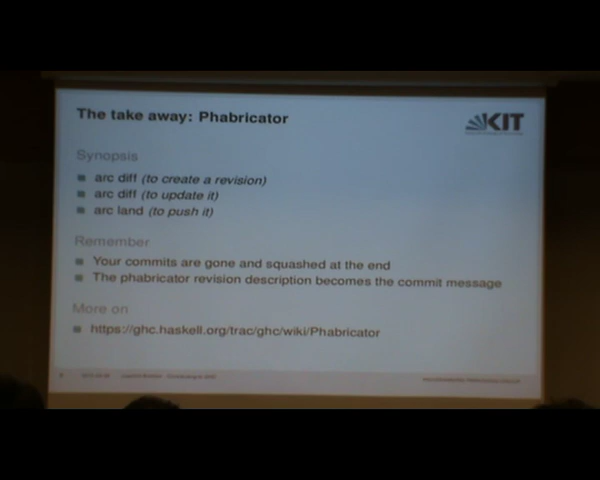 The take away: Phabricator
KIT
Synopsis
arc diff (to create a revision)
arc diff (to update it)
arc land (to push it)
Remember
Your commits are gone and squashed at the end
The phabricator revision description becomes the commit message
More on
https://ghc.haskell.org/trac/ghc/wiki/Phabricator